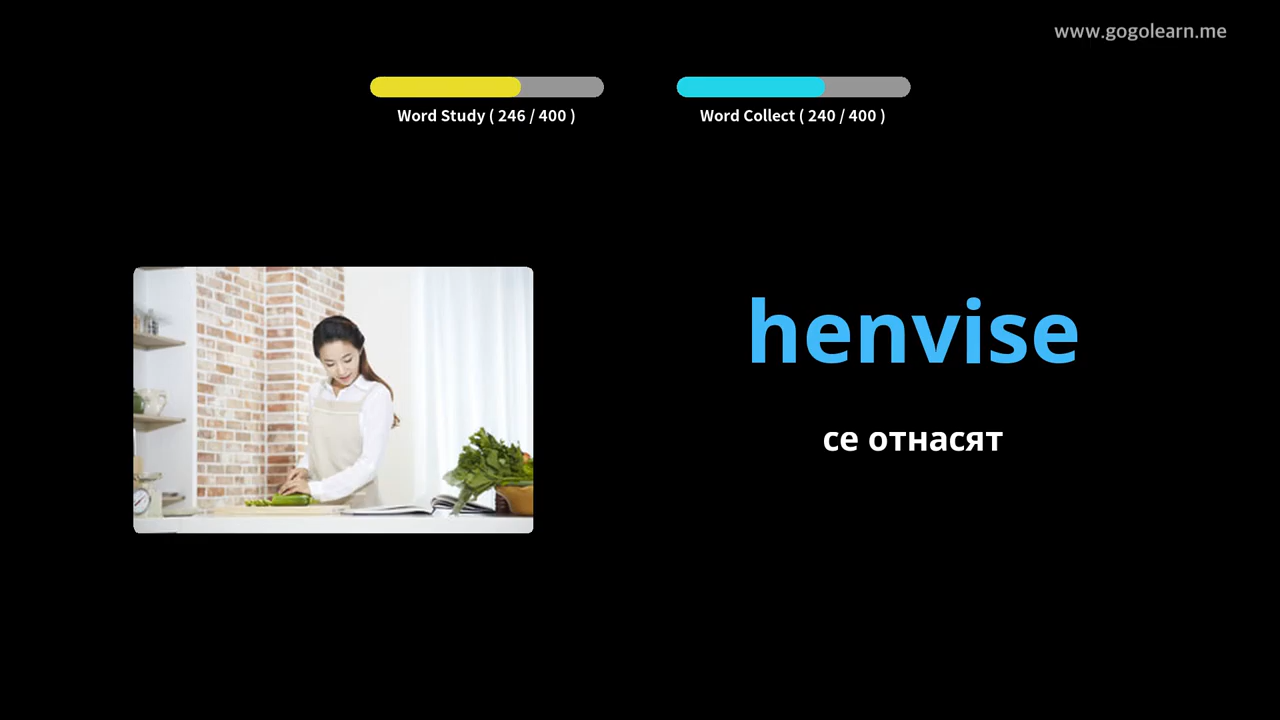 www.gogolearn.me
Word Study ( 246 / 400 )
Word Collect ( 240 / 400 )
henvise
се отнасят